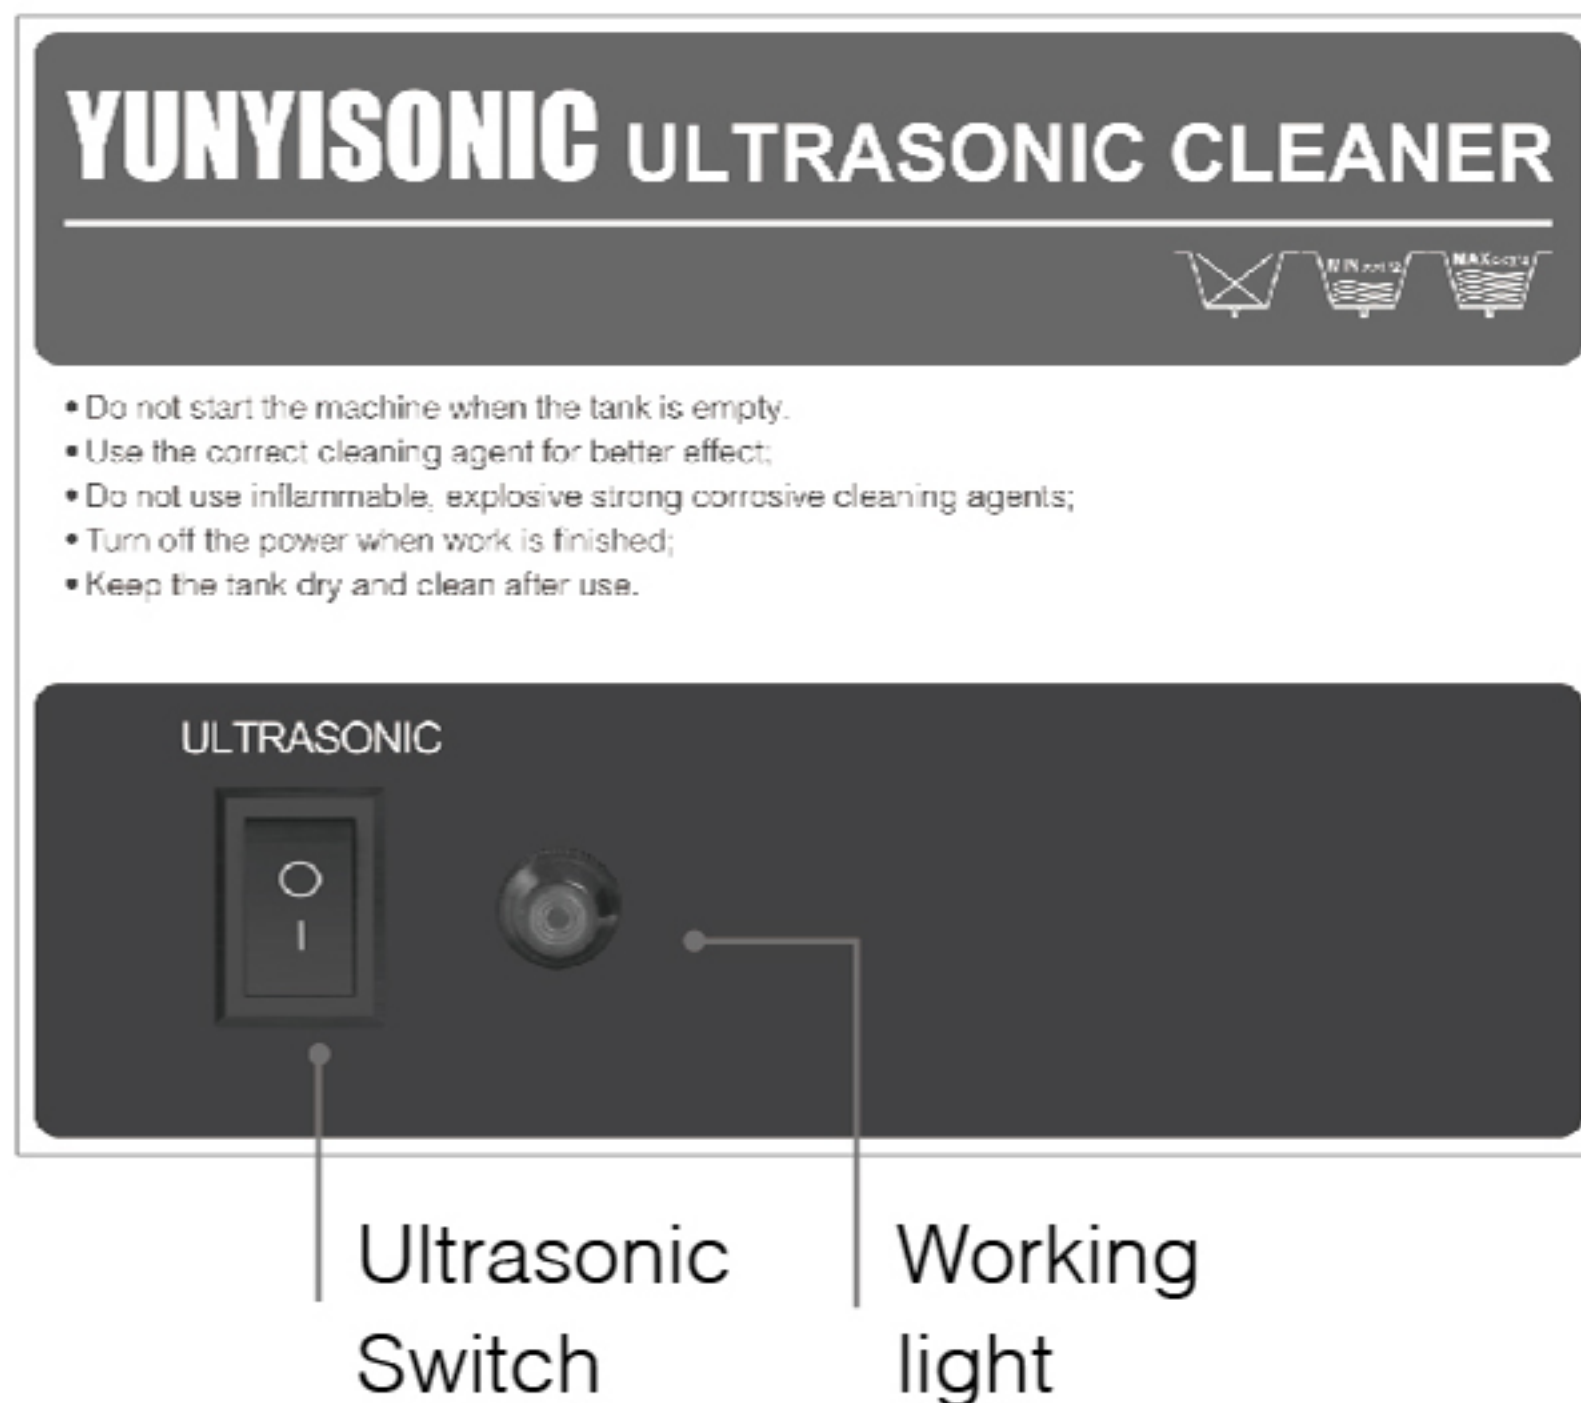 YUNYISONIC ULTRASONIC CLEANER
MIN MAX
• Do not start the machine when the tank is empty.
• Use the correct cleaning agent for better effect;
• Do not use inflammable, explosive strong corrosive cleaning agents;
• Turn off the power when work is finished;
• Keep the tank dry and clean after use.
ULTRASONIC
O
I
Ultrasonic Working
Switch light